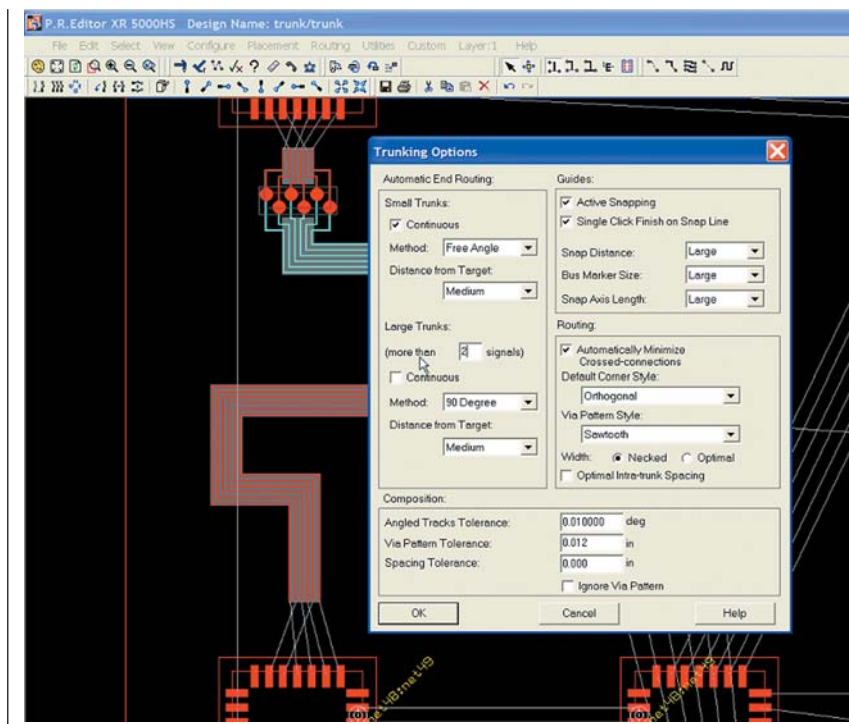 P.R.Editor XR 5000HS Design Name: trunk/trunk
File Edit Select View Configure Placement Routing Utilities Custom Layer:1 Help
Trunking Options
Automatic End Routing:
Small Trunks:
Continuous
Method: Free Angle
Distance from Target:
Medium
Large Trunks:
(more than 2 signals)
Continuous
Method: 90 Degree
Distance from Target:
Medium
Guides:
Active Snapping
Single Click Finish on Snap Line
Snap Distance: Large
Bus Marker Size: Large
Snap Axis Length: Large
Routing:
Automatically Minimize
Crossed-connections
Default Corner Style:
Orthogonal
Via Pattern Style:
Sawtooth
Width: Necked Optimal
Optimal Intra-trunk Spacing
Composition:
Angled Tracks Tolerance: 0.010000 deg
Via Pattern Tolerance: 0.012 in
Spacing Tolerance: 0.000 in
Ignore Via Pattern
OK Cancel Help
net48:net49
net48:net49